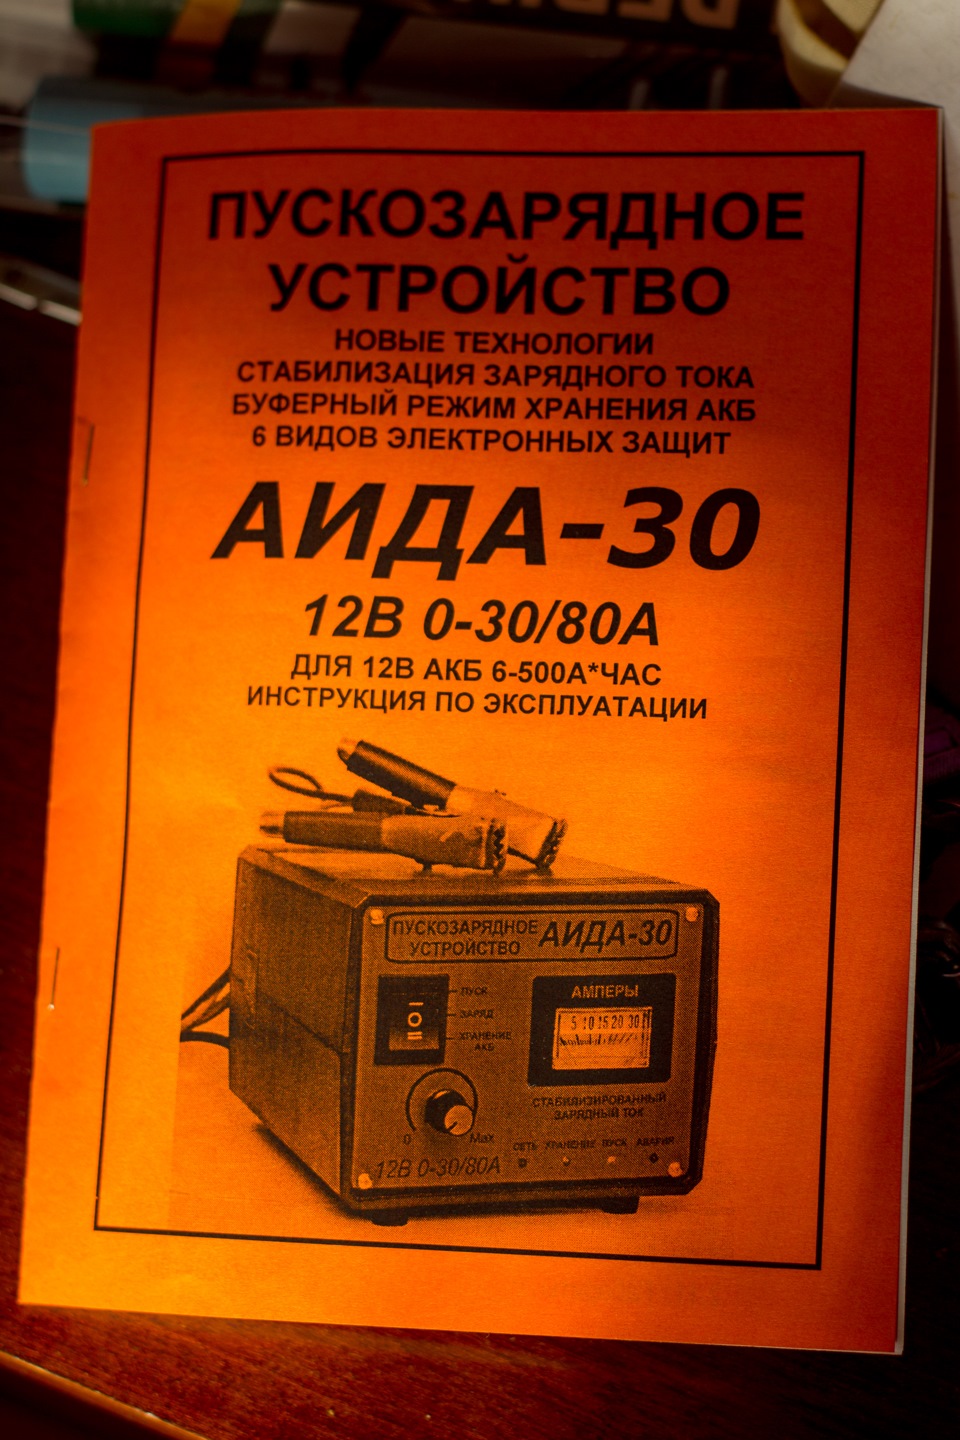 ПУСКОЗАРЯДНОЕ
УСТРОЙСТВО
НОВЫЕ ТЕХНОЛОГИИ
СТАБИЛИЗАЦИЯ ЗАРЯДНОГО ТОКА
БУФЕРНЫЙ РЕЖИМ ХРАНЕНИЯ АКБ
6 ВИДОВ ЭЛЕКТРОННЫХ ЗАЩИТ
АИДА-30
12В 0-30/80А
ДЛЯ 12В АКБ 6-500А*ЧАС
ИНСТРУКЦИЯ ПО ЭКСПЛУАТАЦИИ
ПУСКОЗАРЯДНОЕ
УСТРОЙСТВО
АИДА-30
ПУСК
ЗАРЯД
ХРАНЕНИЕ
АКБ
АМПЕРЫ
5 10 15 20 30
СТАБИЛИЗИРОВАННЫЙ
ЗАРЯДНЫЙ ТОК
0 Max
СЕТЬ ХРАНЕНИЕ ПУСК АВАРИЯ
12В 0-30/80А